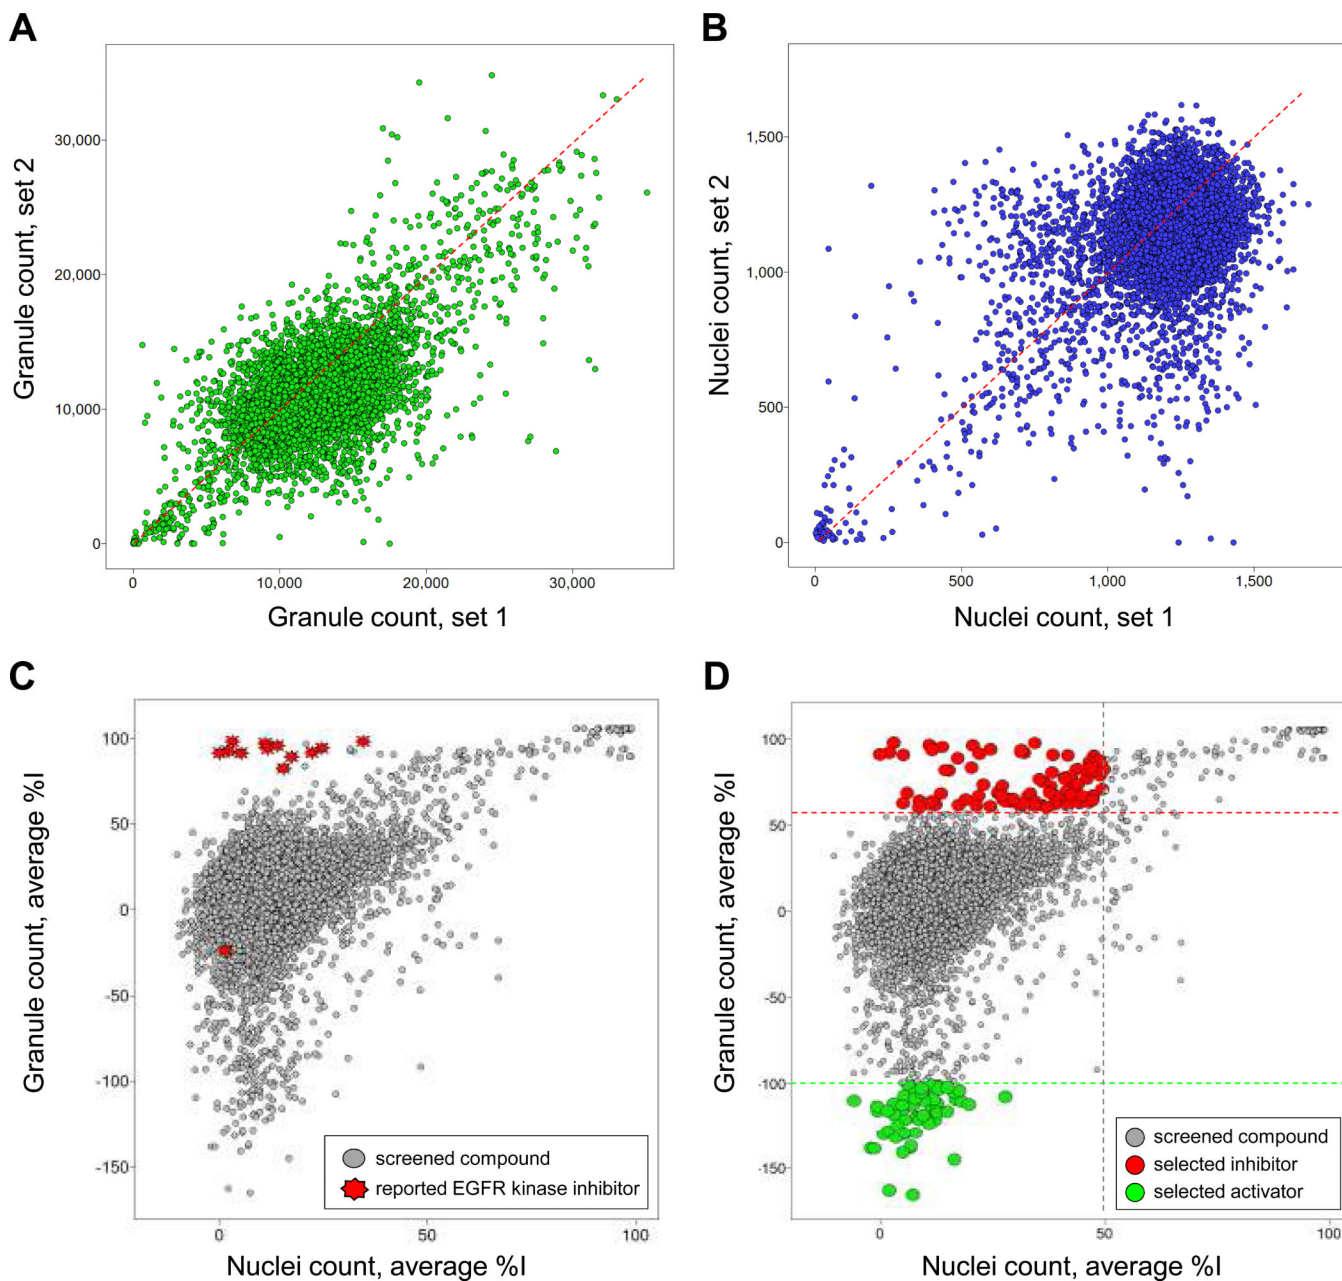 A
B
Granule count, set 2
30,000
20,000
10,000
0
0
10,000
20,000
30,000
Granule count, set 1
Nuclei count, set 2
1,500
1,000
500
0
0
500
1,000
1,500
Nuclei count, set 1
C
D
Granule count, average %I
100
50
0
-50
-100
-150
0
50
100
Nuclei count, average %I
screened compound
reported EGFR kinase inhibitor
Granule count, average %I
100
50
0
-50
-100
-150
0
50
100
Nuclei count, average %I
screened compound
selected inhibitor
selected activator